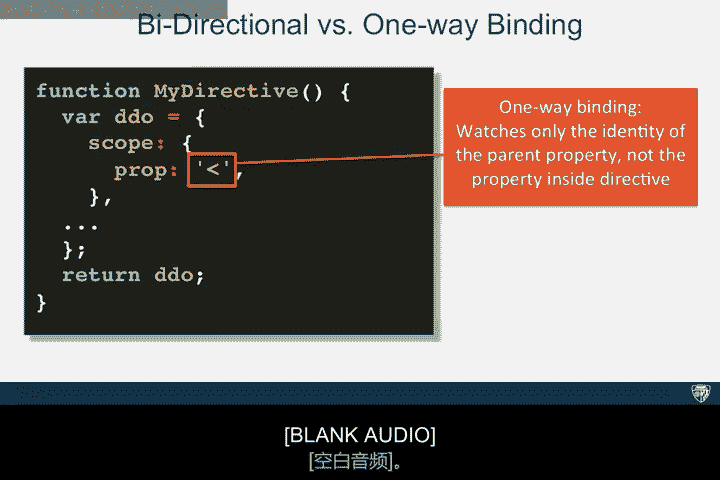 Bi-Directional vs. One-way Binding
function MyDirective() {
var ddo = {
scope: {
prop: '<',
},
...
};
return ddo;
}
One-way binding:
Watches only the identity of
the parent property, not the
property inside directive
[BLANK AUDIO]
[空白音频]。